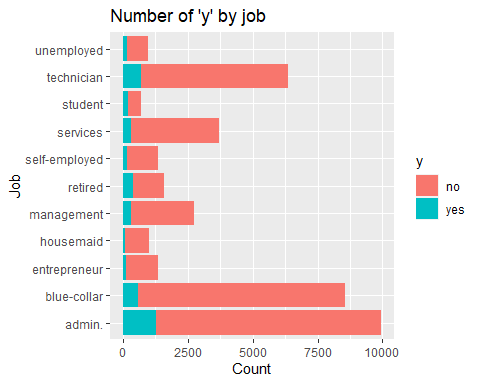 Number of 'y' by job
unemployed
technician
student
services
self-employed
retired
management
housemaid
entrepreneur
blue-collar
admin.
Job
0 2500 5000 7500 10000
Count
y
no
yes